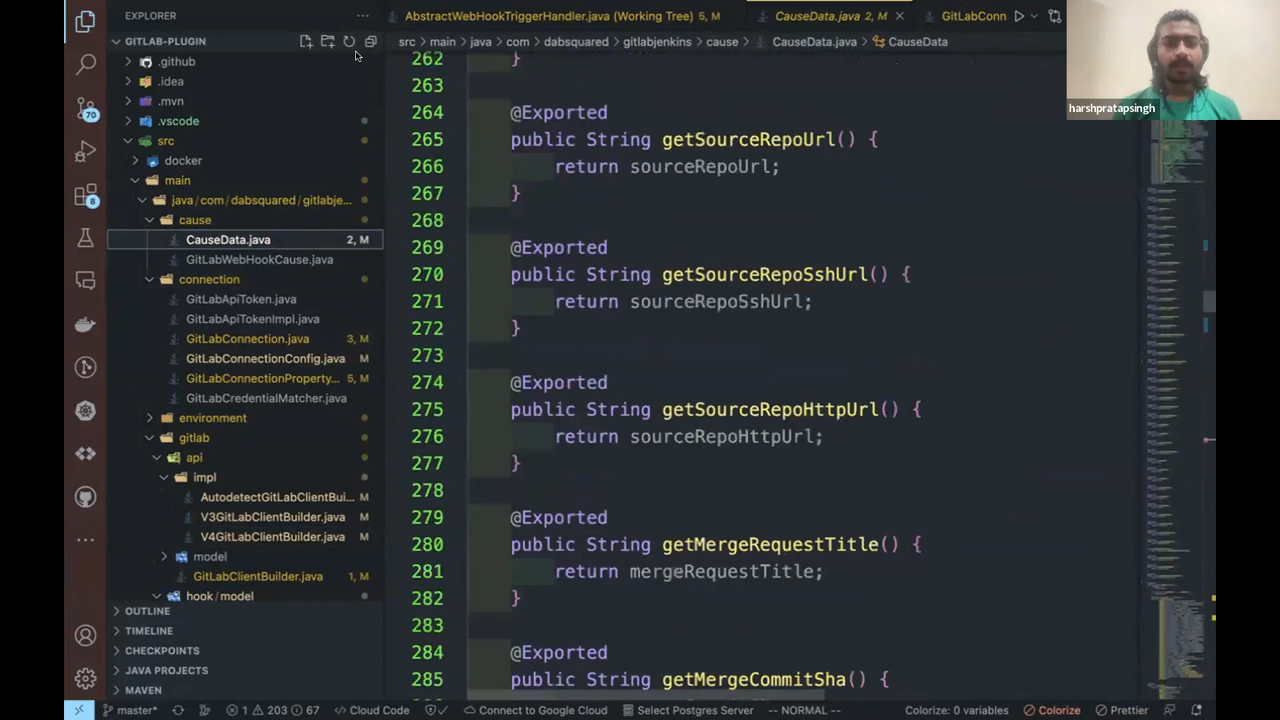 EXPLORER
AbstractWebHookTriggerHandler.java (Working Tree) 5, M
CauseData.java 2, M
GitLabConn
GITLAB-PLUGIN
src > main > java > com > dabsquared > gitlabjenkins > cause > CauseData.java > CauseData
harshpratapsingh
.github
.idea
.mvn
.vscode
src
docker
main
java/com/dabsquared/gitlabje...
cause
CauseData.java 2, M
GitLabWebHookCause.java
connection
GitLabApiToken.java
GitLabApiTokenImpl.java
GitLabConnection.java 3, M
GitLabConnectionConfig.java M
GitLabConnectionProperty... 5, M
GitLabCredentialMatcher.java
environment
gitlab
api
impl
AutodetectGitLabClientBui... M
V3GitLabClientBuilder.java M
V4GitLabClientBuilder.java M
model
GitLabClientBuilder.java 1, M
hook/model
OUTLINE
TIMELINE
CHECKPOINTS
JAVA PROJECTS
MAVEN
70
8
262 }
263
264 @Exported
265 public String getSourceRepoUrl() {
266 return sourceRepoUrl;
267 }
268
269 @Exported
270 public String getSourceRepoSshUrl() {
271 return sourceRepoSshUrl;
272 }
273
274 @Exported
275 public String getSourceRepoHttpUrl() {
276 return sourceRepoHttpUrl;
277 }
278
279 @Exported
280 public String getMergeRequestTitle() {
281 return mergeRequestTitle;
282 }
283
284 @Exported
285 public String getMergeCommitSha() {
master* 1 203 67 Cloud Code Connect to Google Cloud Select Postgres Server -- NORMAL -- Colorize: 0 variables Colorize Prettier